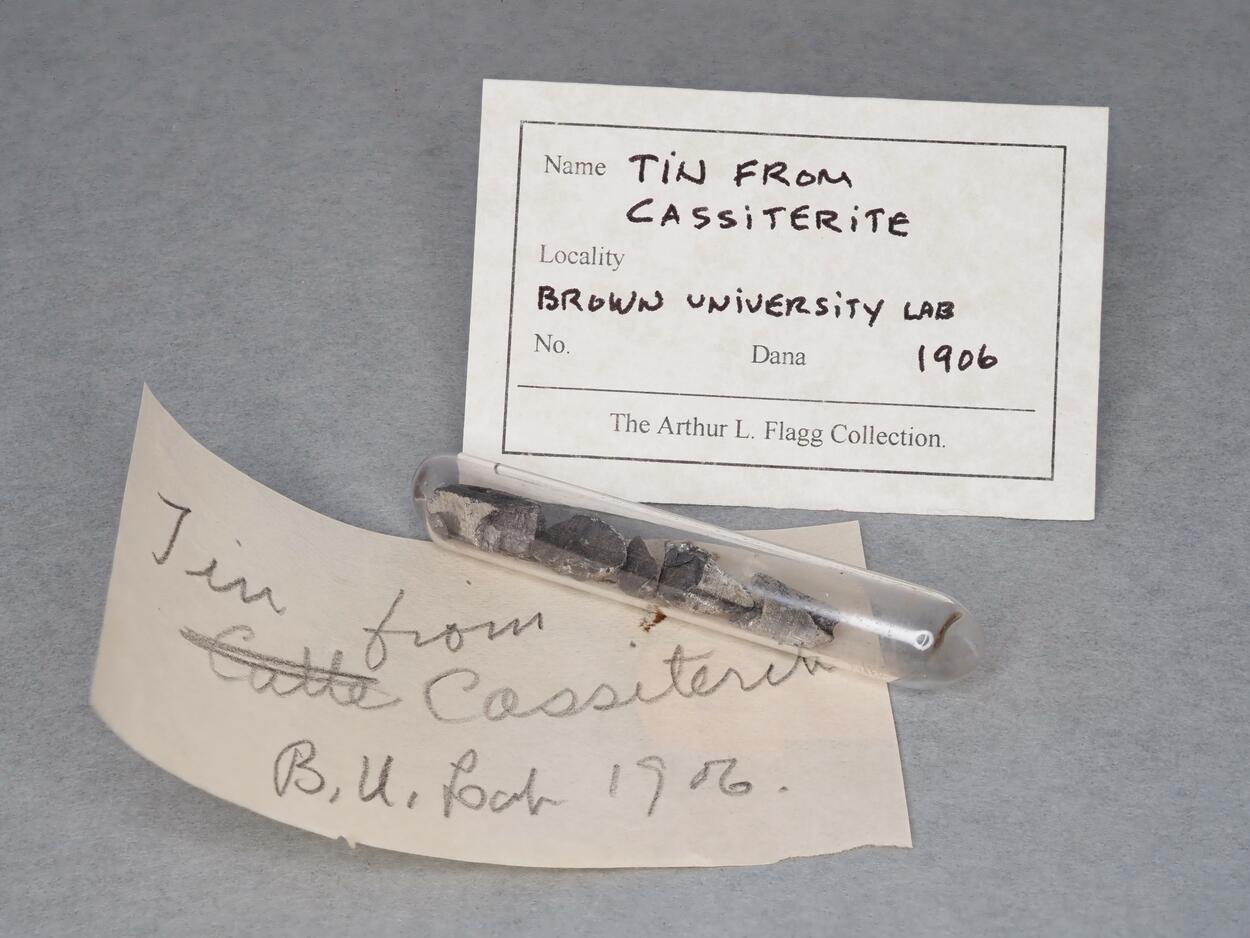 Name TiN FROM
CASSiTERiTE
Locality
BROWN UNiVERSiTY LAB
No. Dana 1906
The Arthur L. Flagg Collection.
Tin from
Cassiterite
B. U. Lab 1906.